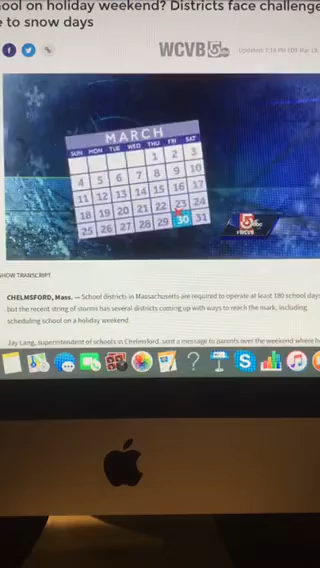 ool on holiday weekend? Districts face challenge
e to snow days
WCVB 5 abc
Updated: 7:14 PM EDT Mar 19,
MARCH
SUN MON TUE WED THU FRI SAT
1 2 3
4 5 6 7 8 9 10
11 12 13 14 15 16 17
18 19 20 21 22 23 24
25 26 27 28 29 30 31
5 abc
#WCVB
SHOW TRANSCRIPT
CHELMSFORD, Mass. — School districts in Massachusetts are required to operate at least 180 school days
but the recent string of storms has several districts coming up with ways to reach the mark, including
scheduling school on a holiday weekend.
Jay Lang, superintendent of schools in Chelmsford, sent a message to parents over the weekend where h